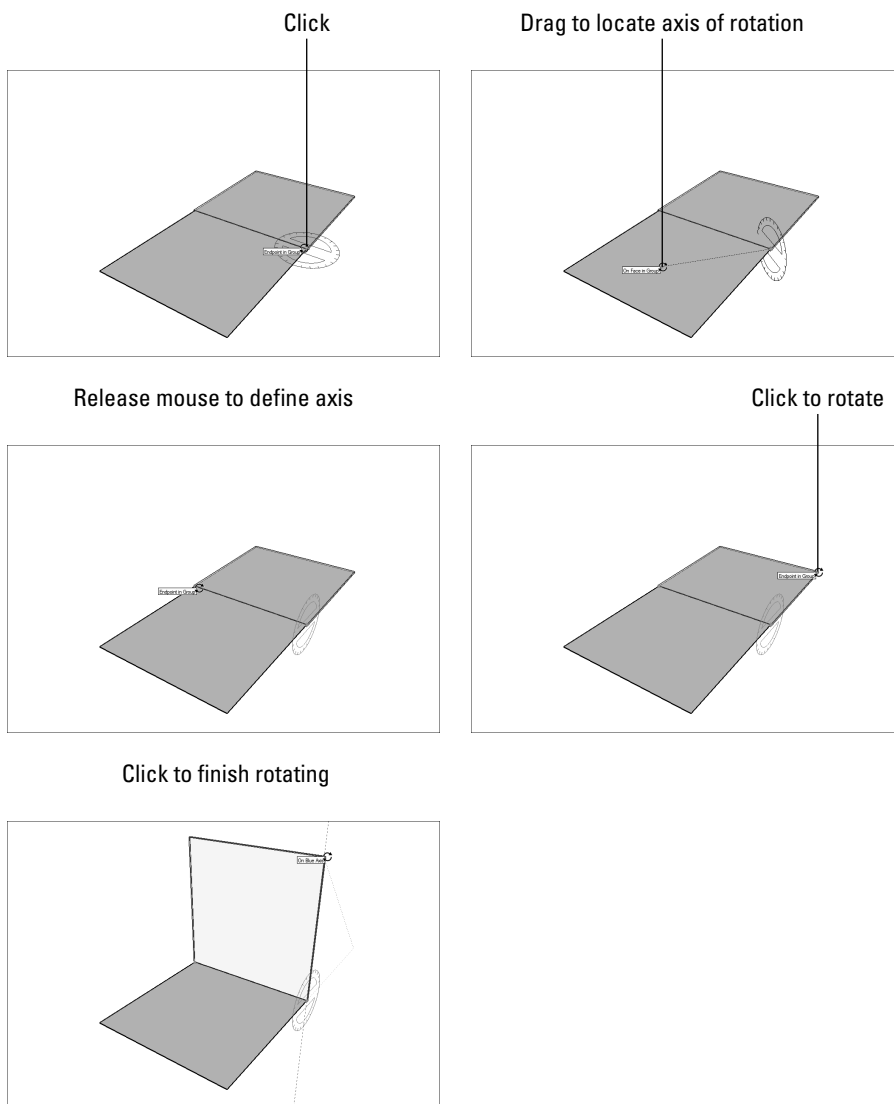 Click
Drag to locate axis of rotation
Endpoint in Group
On Face in Group
Release mouse to define axis
Click to rotate
Endpoint in Group
Endpoint in Group
Click to finish rotating
On Blue Axis